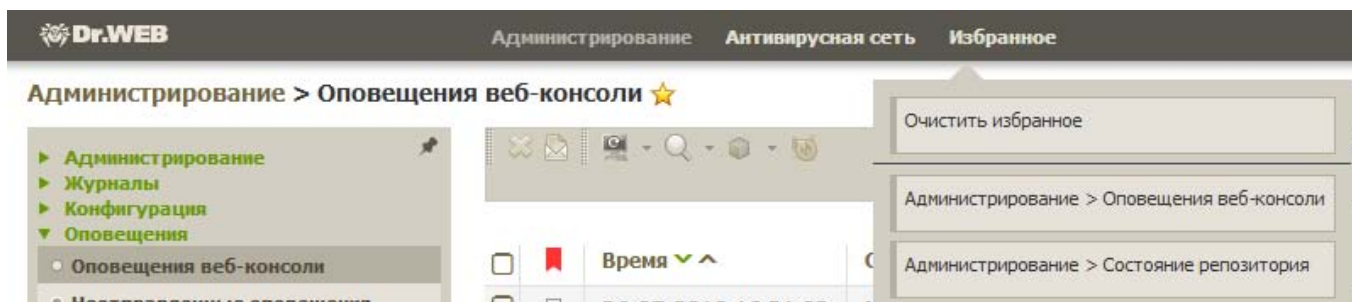 Dr.WEB
Администрирование Антивирусная сеть Избранное
Администрирование > Оповещения веб-консоли
Очистить избранное
Администрирование > Оповещения веб-консоли
Администрирование > Состояние репозитория
Администрирование
Журналы
Конфигурация
Оповещения
Оповещения веб-консоли
Время